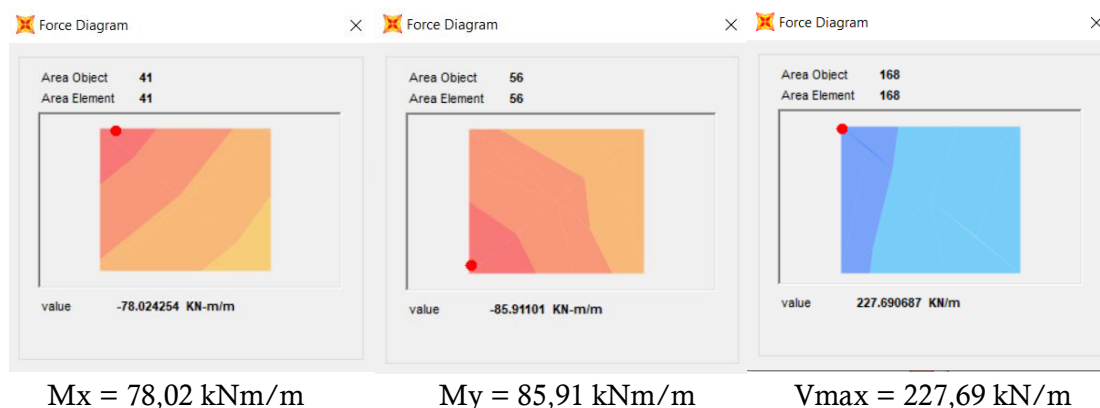 Force Diagram
Area Object 41
Area Element 41
value -78.024254 KN-m/m
Mx = 78,02 kNm/m
Force Diagram
Area Object 56
Area Element 56
value -85.91101 KN-m/m
My = 85,91 kNm/m
Force Diagram
Area Object 168
Area Element 168
value 227.690687 KN/m
Vmax = 227,69 kN/m